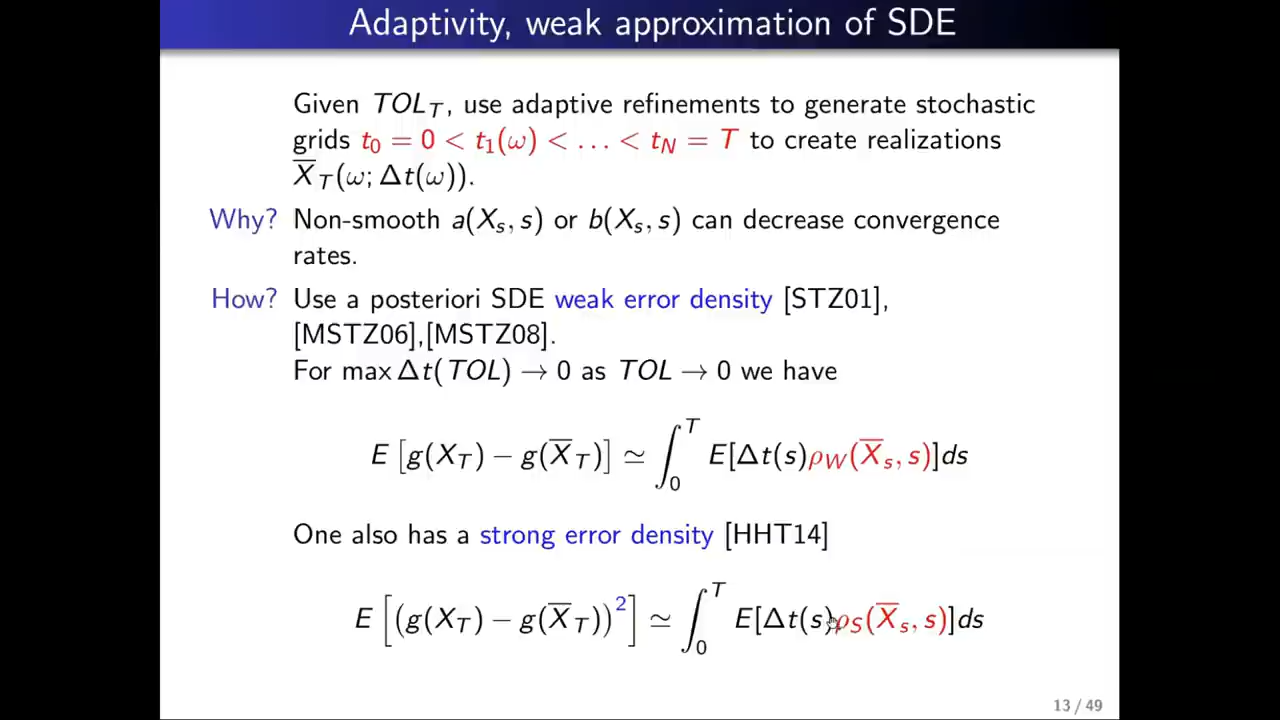 Adaptivity, weak approximation of SDE
Given TOL_T, use adaptive refinements to generate stochastic
grids t_0 = 0 < t_1(ω) < … < t_N = T to create realizations
X̅_T(ω; Δt(ω)).
Why? Non-smooth a(X_s, s) or b(X_s, s) can decrease convergence
rates.
How? Use a posteriori SDE weak error density [STZ01],
[MSTZ06],[MSTZ08].
For max Δt(TOL) → 0 as TOL → 0 we have
E [g(X_T) − g(X̅_T)] ≃ ∫_0^T E[Δt(s)ρ_W(X̅_s, s)]ds
One also has a strong error density [HHT14]
E [(g(X_T) − g(X̅_T))^2] ≃ ∫_0^T E[Δt(s)ρ_S(X̅_s, s)]ds
13 / 49